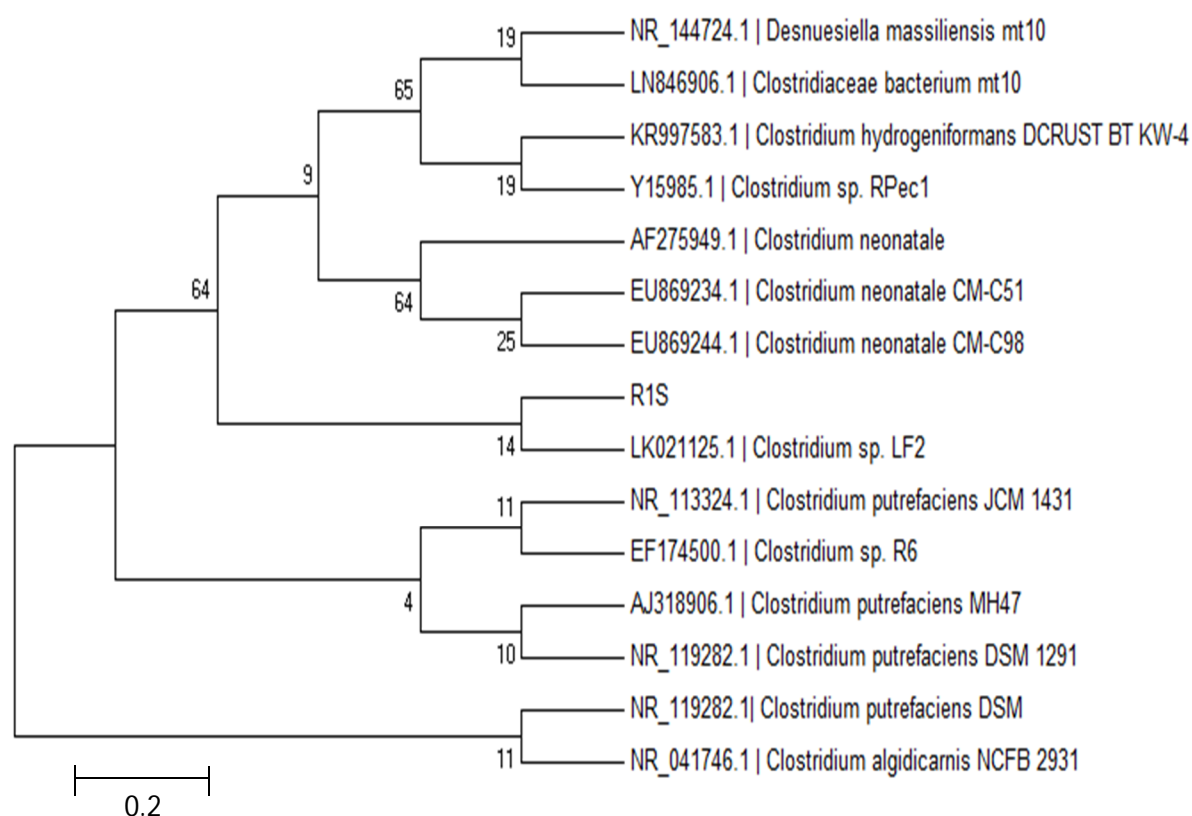 19
NR_144724.1 | Desnuesiella massiliensis mt10
LN846906.1 | Clostridiaceae bacterium mt10
65
KR997583.1 | Clostridium hydrogeniformans DCRUST BT KW-4
19
Y15985.1 | Clostridium sp. RPec1
9
AF275949.1 | Clostridium neonatale
64
EU869234.1 | Clostridium neonatale CM-C51
64
25
EU869244.1 | Clostridium neonatale CM-C98
R1S
14
LK021125.1 | Clostridium sp. LF2
11
NR_113324.1 | Clostridium putrefaciens JCM 1431
EF174500.1 | Clostridium sp. R6
4
AJ318906.1 | Clostridium putrefaciens MH47
10
NR_119282.1 | Clostridium putrefaciens DSM 1291
NR_119282.1| Clostridium putrefaciens DSM
11
NR_041746.1 | Clostridium algidicarnis NCFB 2931
0.2